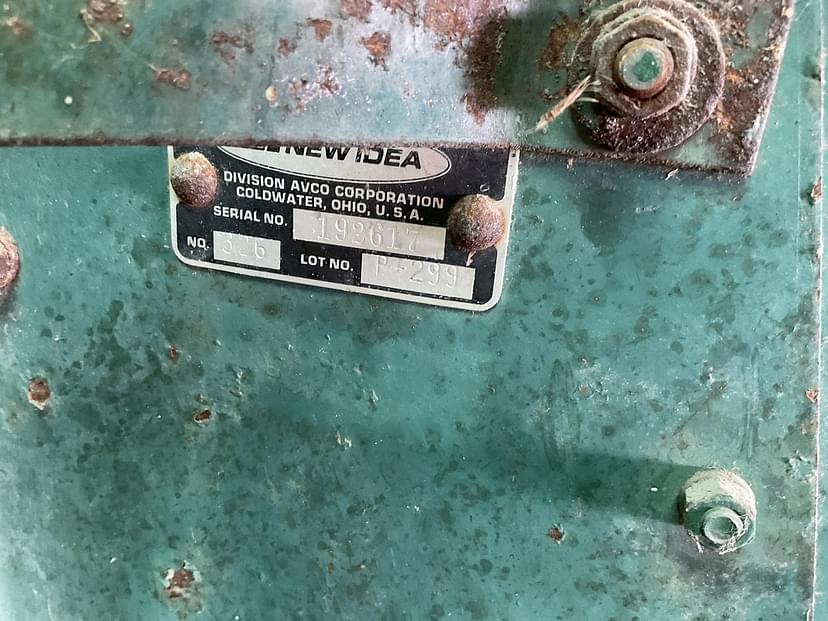 NEW IDEA
DIVISION AVCO CORPORATION
COLDWATER, OHIO, U. S. A.
SERIAL NO. 192617
NO. 326 LOT NO. P-299